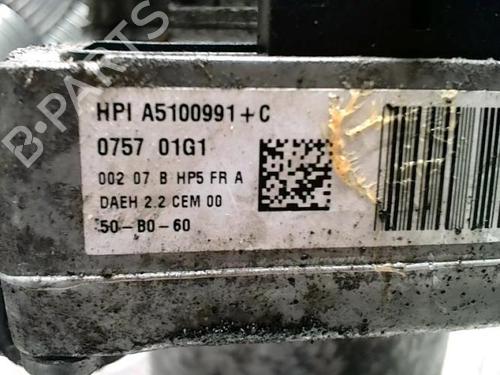 HPI A5100991+C
0757 01G1
002 07 B HP5 FR A
DAEH 2.2 CEM 00
50-B0-60
B-PARTS